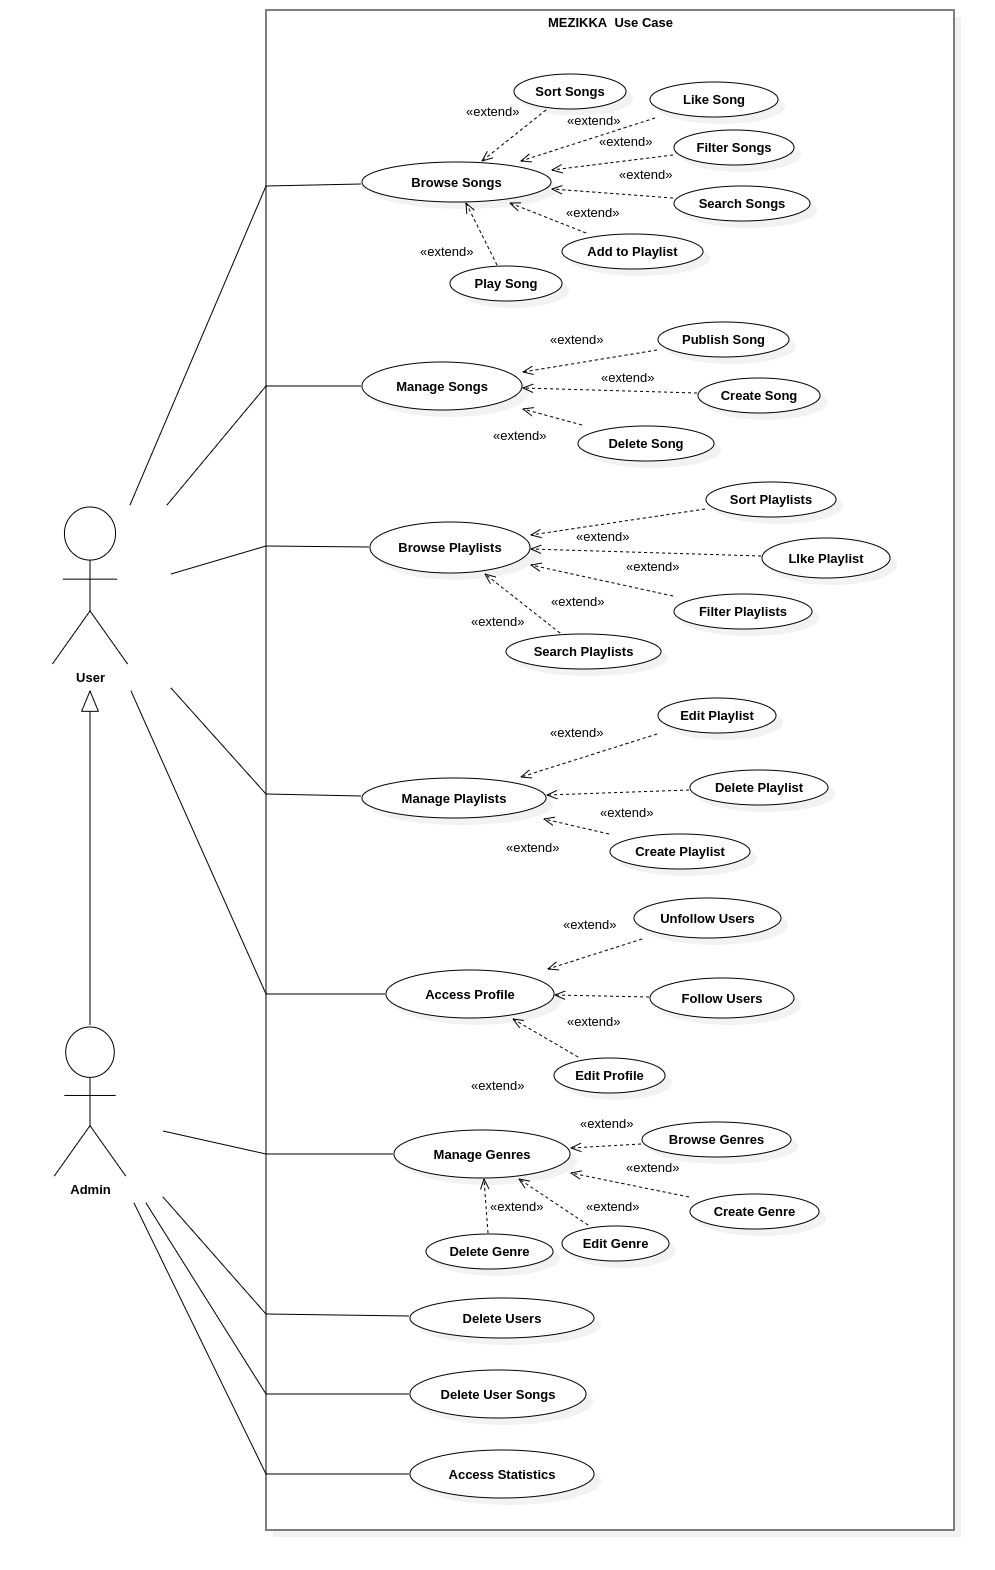 MEZIKKA  Use Case
Sort Songs
Like Song
«extend»
«extend»
«extend»
Filter Songs
«extend»
Browse Songs
Search Songs
«extend»
«extend»
Add to Playlist
Play Song
Publish Song
«extend»
«extend»
Manage Songs
Create Song
«extend»
Delete Song
Sort Playlists
«extend»
Browse Playlists
LIke Playlist
«extend»
«extend»
Filter Playlists
«extend»
Search Playlists
User
Edit Playlist
«extend»
Delete Playlist
Manage Playlists
«extend»
«extend»
Create Playlist
Unfollow Users
«extend»
Access Profile
Follow Users
«extend»
Edit Profile
«extend»
«extend»
Browse Genres
Manage Genres
«extend»
Admin
«extend»
«extend»
Create Genre
Delete Genre
Edit Genre
Delete Users
Delete User Songs
Access Statistics